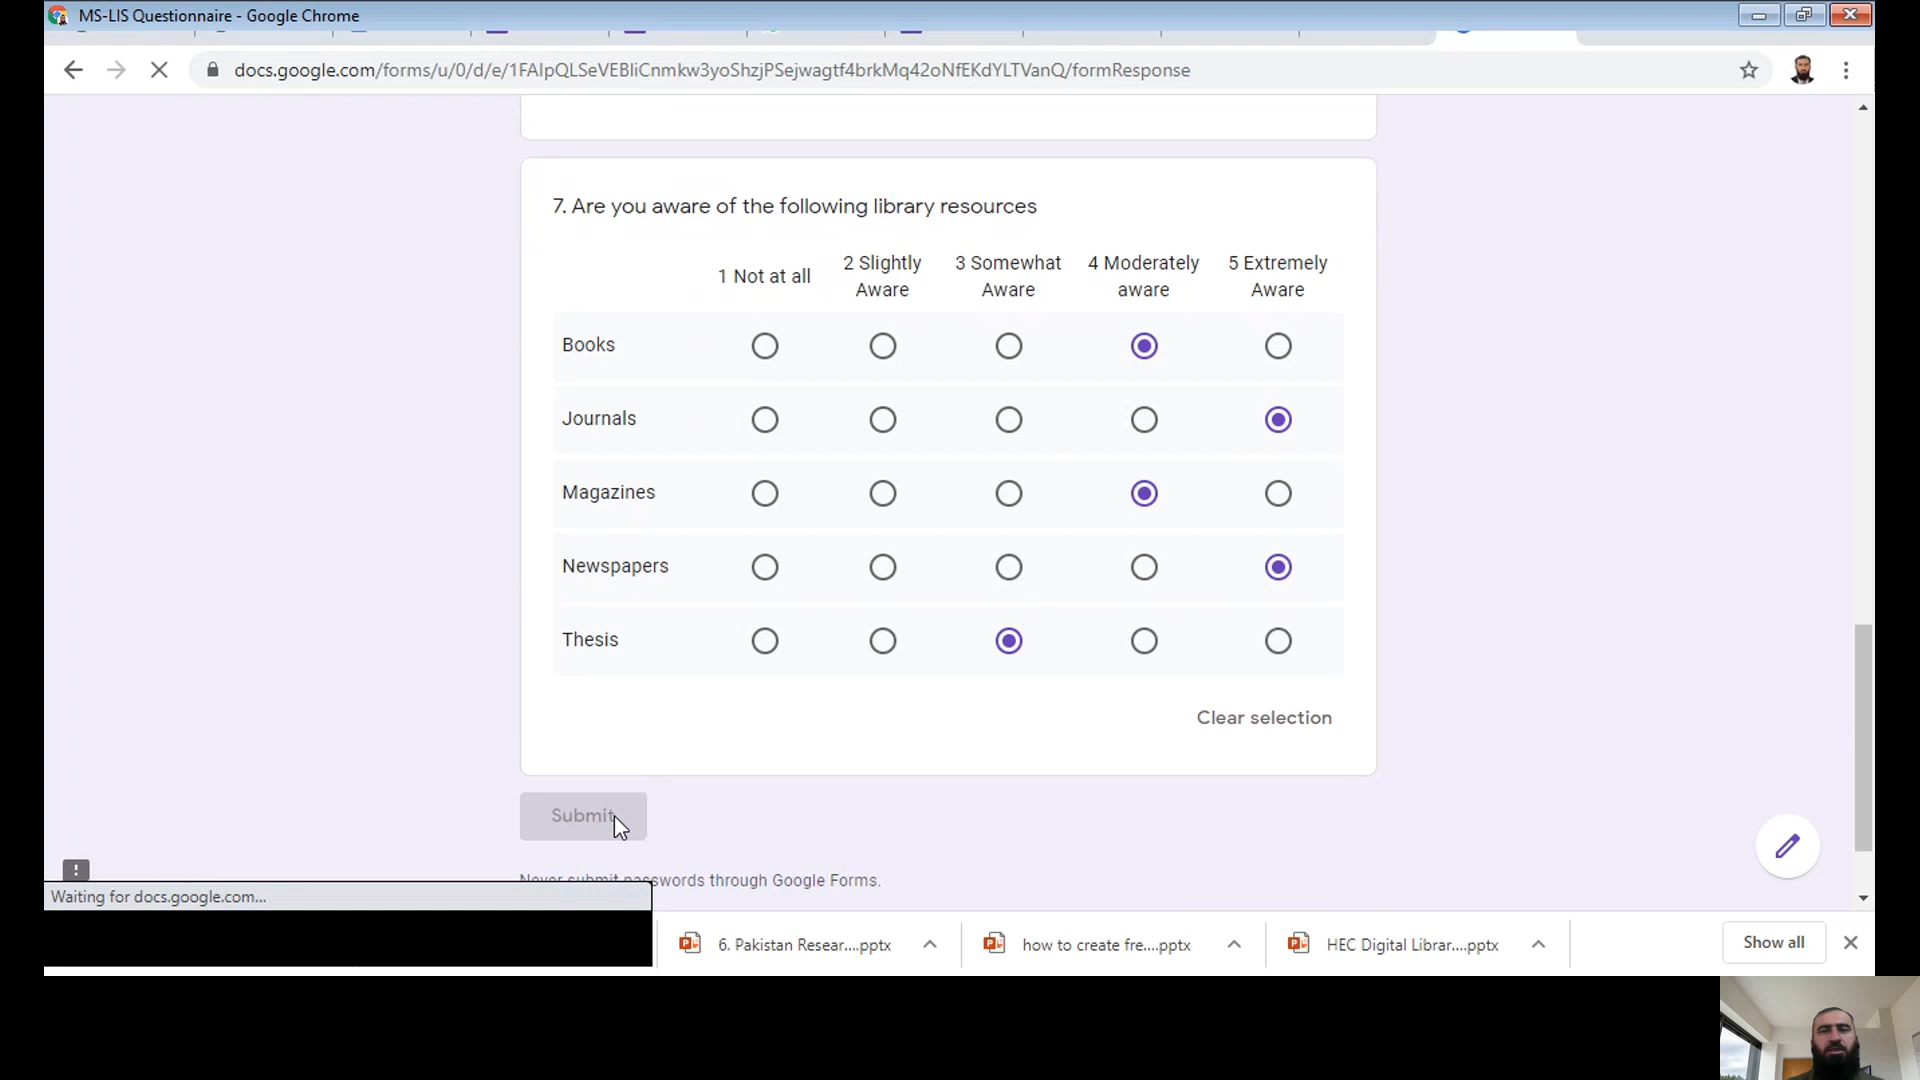 MS-LIS Questionnaire - Google Chrome
docs.google.com/forms/u/0/d/e/1FAIpQLSeVEBliCnmkw3yoShzjPSejwagtf4brkMq42oNfEKdYLTVanQ/formResponse
7. Are you aware of the following library resources
1 Not at all
2 Slightly Aware
3 Somewhat Aware
4 Moderately aware
5 Extremely Aware
Books
Journals
Magazines
Newspapers
Thesis
Clear selection
Submit
Never submit passwords through Google Forms.
Waiting for docs.google.com...
6. Pakistan Resear....pptx
how to create fre....pptx
HEC Digital Librar....pptx
Show all